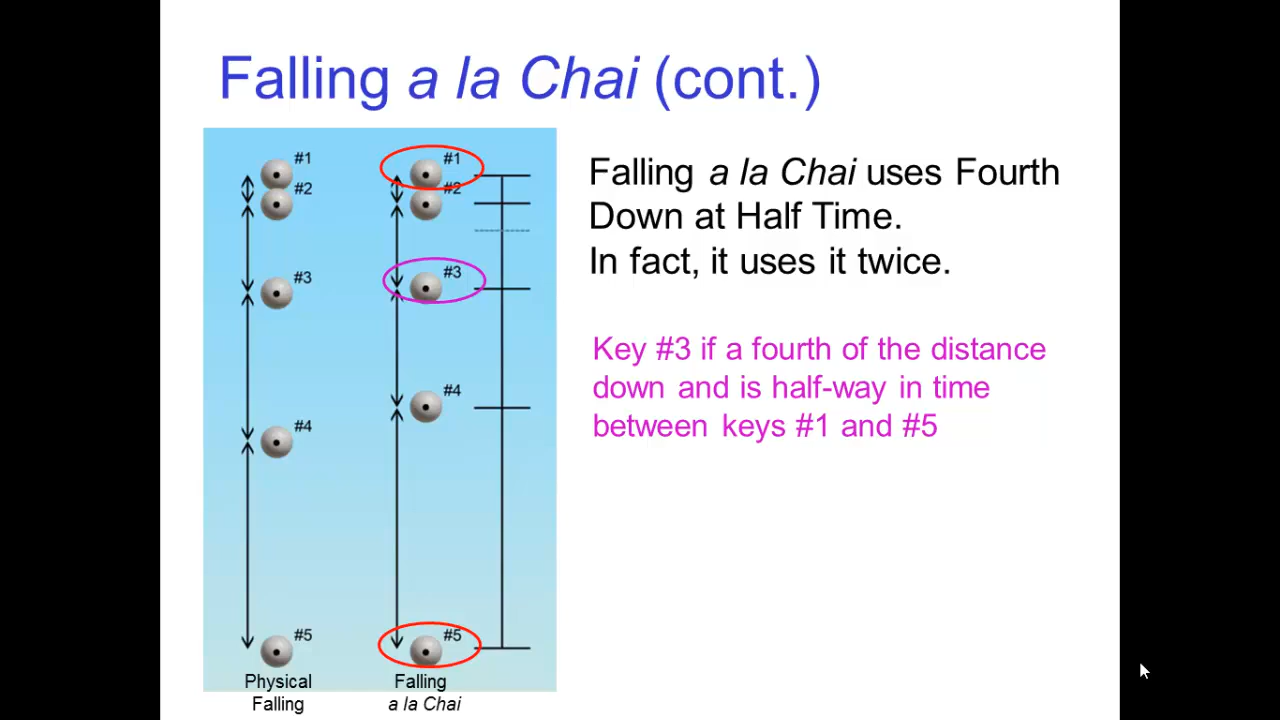 Falling a la Chai (cont.)
#1
#2
#3
#4
#5
Physical
Falling
#1
#2
#3
#4
#5
Falling
a la Chai
Falling a la Chai uses Fourth
Down at Half Time.
In fact, it uses it twice.
Key #3 if a fourth of the distance
down and is half-way in time
between keys #1 and #5